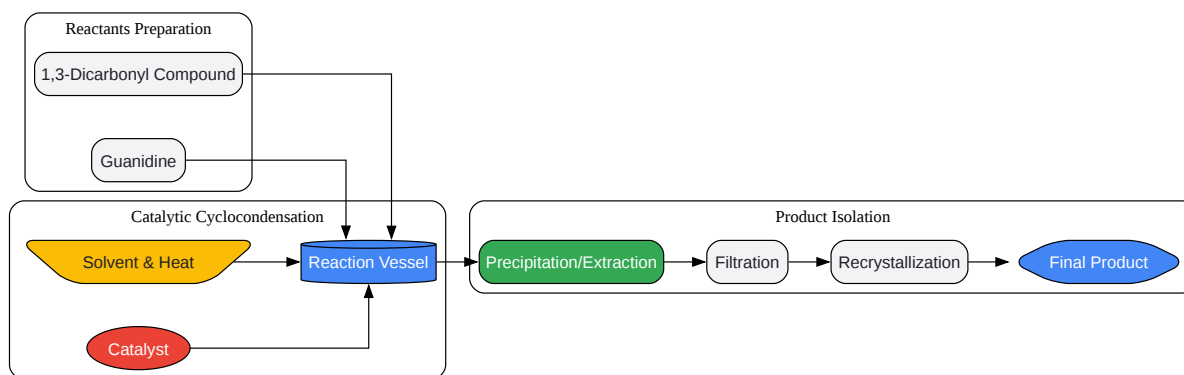 Reactants Preparation
1,3-Dicarbonyl Compound
Guanidine
Catalytic Cyclocondensation
Solvent & Heat
Reaction Vessel
Catalyst
Product Isolation
Precipitation/Extraction
Filtration
Recrystallization
Final Product